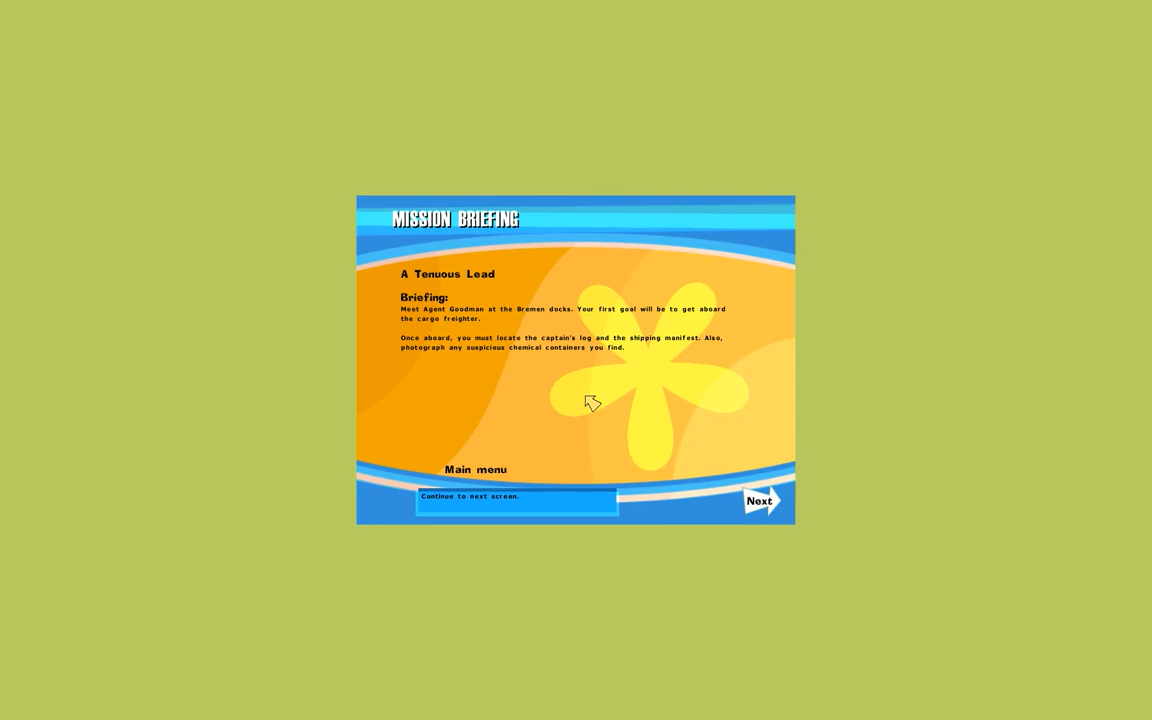 MISSION BRIEFING
A Tenuous Lead
Briefing:
Meet Agent Goodman at the Bremen docks. Your first goal will be to get aboard
the cargo freighter.
Once aboard, you must locate the captain's log and the shipping manifest. Also,
photograph any suspicious chemical containers you find.
Main menu
Continue to next screen.
Next